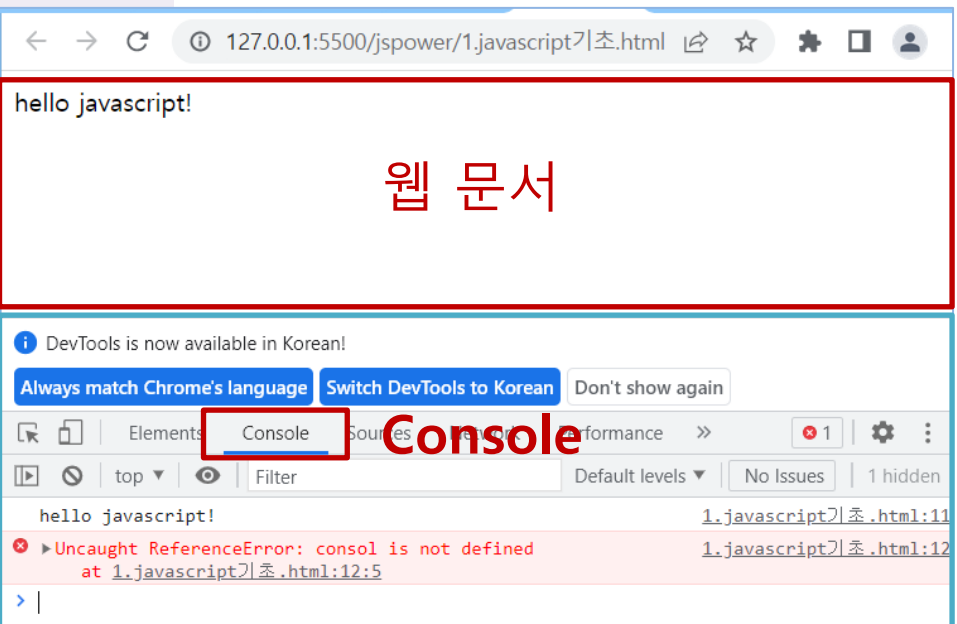 127.0.0.1:5500/jspower/1.javascript기초.html
hello javascript!
웹 문서
DevTools is now available in Korean!
Always match Chrome's language Switch DevTools to Korean Don't show again
Elements Console Sources Network Performance » 1
Console
top ▼ Filter Default levels ▼ No Issues 1 hidden
hello javascript! 1.javascript기초.html:11
▶Uncaught ReferenceError: consol is not defined 1.javascript기초.html:12
at 1.javascript기초.html:12:5
>